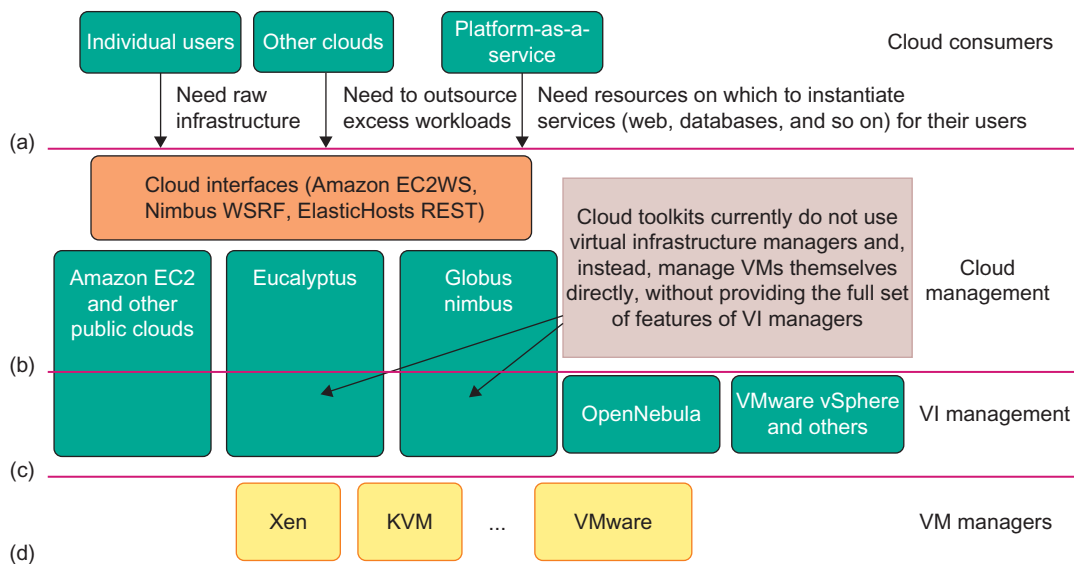 Individual users
Other clouds
Platform-as-a-
service
Cloud consumers
Need raw
infrastructure
Need to outsource
excess workloads
Need resources on which to instantiate
services (web, databases, and so on) for their users
(a)
Cloud interfaces (Amazon EC2WS,
Nimbus WSRF, ElasticHosts REST)
Cloud toolkits currently do not use
virtual infrastructure managers and,
instead, manage VMs themselves
directly, without providing the full set
of features of VI managers
Cloud
management
Amazon EC2
and other
public clouds
Eucalyptus
Globus
nimbus
(b)
OpenNebula
VMware vSphere
and others
VI management
(c)
Xen
KVM
...
VMware
VM managers
(d)